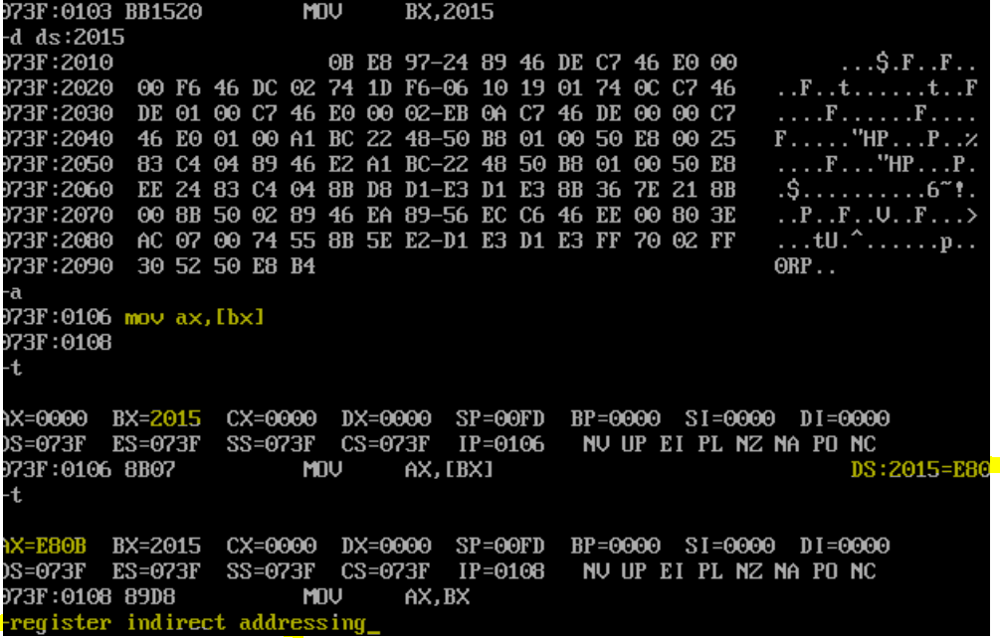 073F:0103 BB1520 MOV BX,2015
-d ds:2015
073F:2010 0B E8 97-24 89 46 DE C7 46 E0 00 ...$.F..F..
073F:2020 00 F6 46 DC 02 74 1D F6-06 10 19 01 74 0C C7 46 ..F..t......t..F
073F:2030 DE 01 00 C7 46 E0 00 02-EB 0A C7 46 DE 00 00 C7 ....F......F....
073F:2040 46 E0 01 00 A1 BC 22 48-50 B8 01 00 50 E8 00 25 F....."HP...P..%
073F:2050 83 C4 04 89 46 E2 A1 BC-22 48 50 B8 01 00 50 E8 ....F..."HP...P.
073F:2060 EE 24 83 C4 04 8B D8 D1-E3 D1 E3 8B 36 7E 21 8B .$..........6~!.
073F:2070 00 8B 50 02 89 46 EA 89-56 EC C6 46 EE 00 80 3E ..P..F..V..F...>
073F:2080 AC 07 00 74 55 8B 5E E2-D1 E3 D1 E3 FF 70 02 FF ...tU.^......p..
073F:2090 30 52 50 E8 B4 0RP..
-a
073F:0106 mov ax,[bx]
073F:0108
-t
AX=0000 BX=2015 CX=0000 DX=0000 SP=00FD BP=0000 SI=0000 DI=0000
DS=073F ES=073F SS=073F CS=073F IP=0106 NV UP EI PL NZ NA PO NC
073F:0106 8B07 MOV AX,[BX] DS:2015=E80
-t
AX=E80B BX=2015 CX=0000 DX=0000 SP=00FD BP=0000 SI=0000 DI=0000
DS=073F ES=073F SS=073F CS=073F IP=0108 NV UP EI PL NZ NA PO NC
073F:0108 89D8 MOV AX,BX
-register indirect addressing_